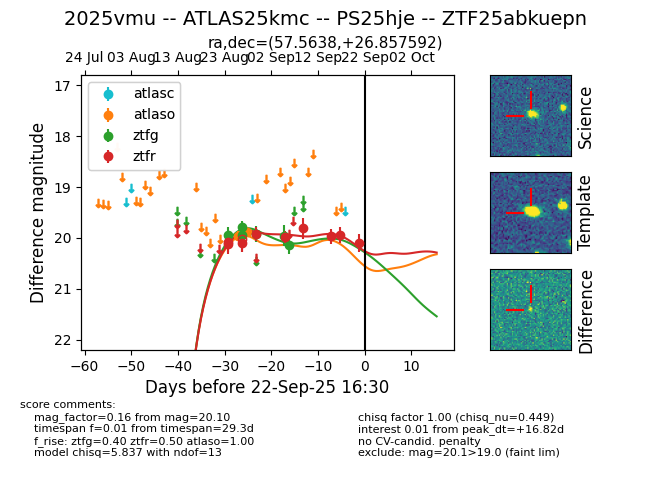 2025vmu -- ATLAS25kmc -- PS25hje -- ZTF25abkuepn
ra,dec=(57.5638,+26.857592)
24 Jul 03 Aug 13 Aug 23 Aug 02 Sep 12 Sep 22 Sep 02 Oct
17
18
19
20
21
22
Difference magnitude
atlasc
atlaso
ztfg
ztfr
−60 −50 −40 −30 −20 −10 0 10
Days before 22-Sep-25 16:30
Science
Template
Difference
score comments:
mag_factor=0.16 from mag=20.10
timespan f=0.01 from timespan=29.3d
f_rise: ztfg=0.40 ztfr=0.50 atlaso=1.00
model chisq=5.837 with ndof=13
chisq factor 1.00 (chisq_nu=0.449)
interest 0.01 from peak_dt=+16.82d
no CV-candid. penalty
exclude: mag=20.1>19.0 (faint lim)